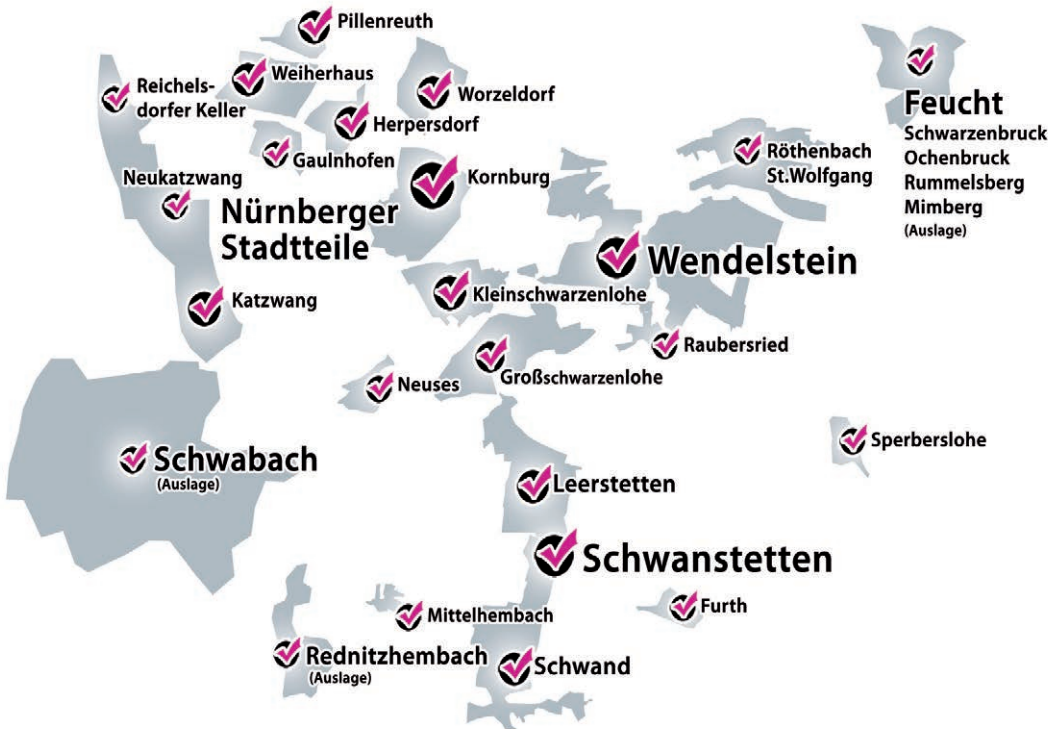 Pillenreuth
Weiherhaus
Reichels-
dorfer Keller
Worzeldorf
Herpersdorf
Gaulnhofen
Feucht
Schwarzenbruck
Ochenbruck
Rummelsberg
Mimberg
(Auslage)
Röthenbach
St.Wolfgang
Neukatzwang
Kornburg
Nürnberger
Stadtteile
Wendelstein
Katzwang
Kleinschwarzenlohe
Raubersried
Großschwarzenlohe
Neuses
Sperberslohe
Schwabach
(Auslage)
Leerstetten
Schwanstetten
Furth
Mittelhembach
Rednitzhembach
(Auslage)
Schwand